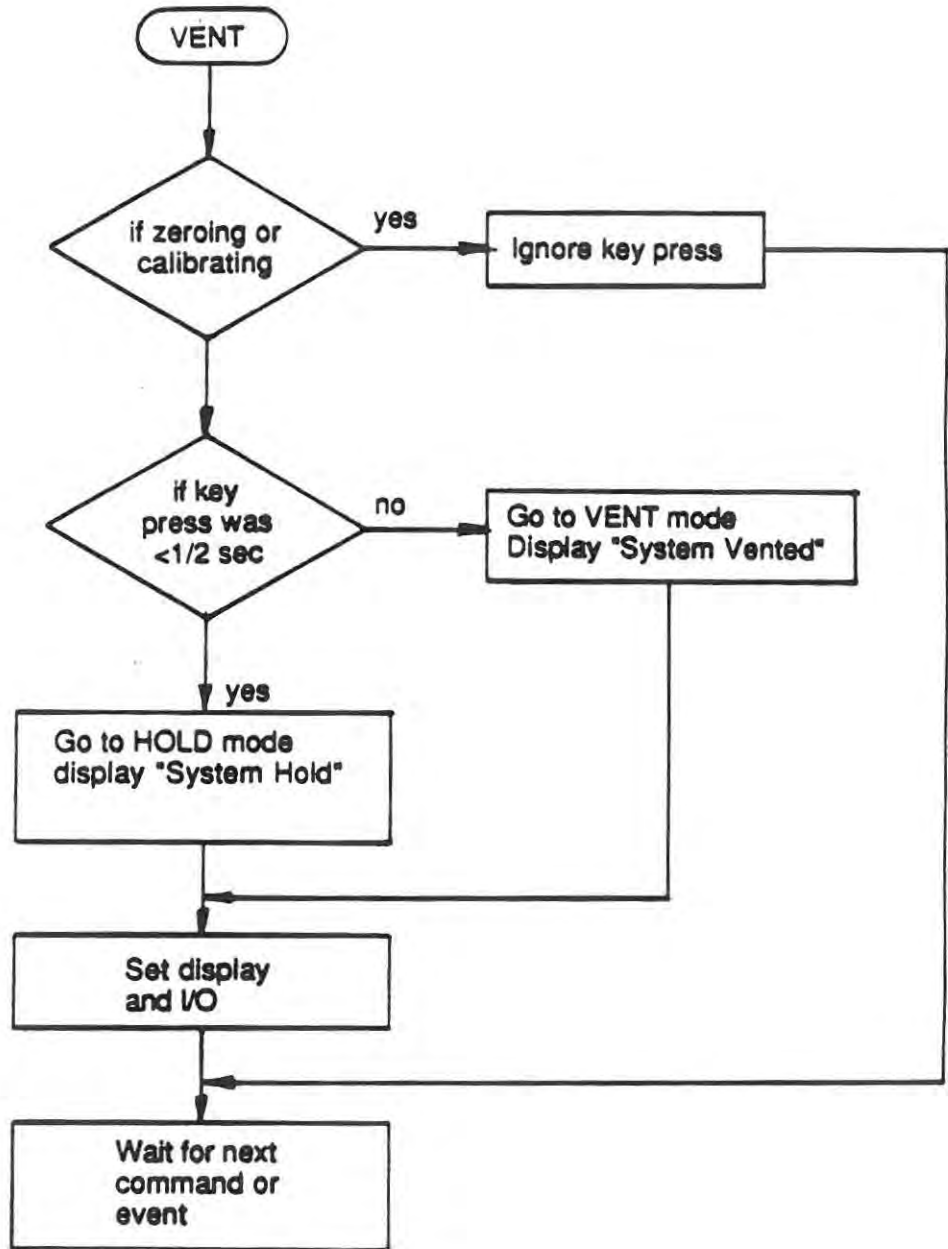 VENT
if zeroing or
calibrating
yes
Ignore key press
if key
press was
<1/2 sec
no
Go to VENT mode
Display "System Vented"
yes
Go to HOLD mode
display "System Hold"
Set display
and I/O
Wait for next
command or
event